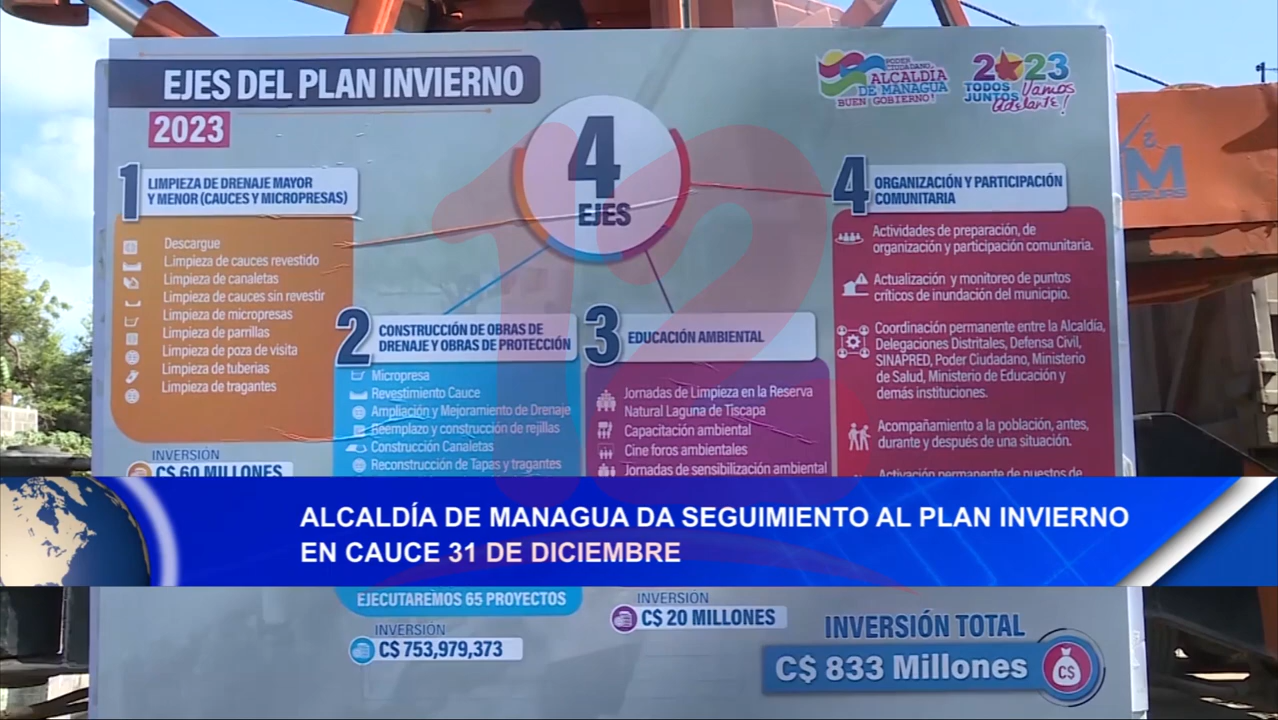 EJES DEL PLAN INVIERNO
2023
PODER
CIUDADANO
ALCALDÍA
DE MANAGUA
BUEN GOBIERNO!
2023
TODOS
JUNTOS Vamos
adelante!
4
EJES
1
LIMPIEZA DE DRENAJE MAYOR
Y MENOR (CAUCES Y MICROPRESAS)
Descargue
Limpieza de cauces revestido
Limpieza de canaletas
Limpieza de cauces sin revestir
Limpieza de micropresas
Limpieza de parrillas
Limpieza de poza de visita
Limpieza de tuberias
Limpieza de tragantes
INVERSIÓN
C$ 60 MILLONES
2
CONSTRUCCIÓN DE OBRAS DE
DRENAJE Y OBRAS DE PROTECCIÓN
Micropresa
Revestimiento Cauce
Ampliación y Mejoramiento de Drenaje
Reemplazo y construcción de rejillas
Construcción Canaletas
Reconstrucción de Tapas y tragantes
EJECUTAREMOS 65 PROYECTOS
INVERSIÓN
C$ 753,979,373
3
EDUCACIÓN AMBIENTAL
Jornadas de Limpieza en la Reserva
Natural Laguna de Tiscapa
Capacitación ambiental
Cine foros ambientales
Jornadas de sensibilización ambiental
INVERSIÓN
C$ 20 MILLONES
4
ORGANIZACIÓN Y PARTICIPACIÓN
COMUNITARIA
Actividades de preparación, de
organización y participación comunitaria.
Actualización y monitoreo de puntos
críticos de inundación del municipio.
Coordinación permanente entre la Alcaldía,
Delegaciones Distritales, Defensa Civil,
SINAPRED, Poder Ciudadano, Ministerio
de Salud, Ministerio de Educación y
demás instituciones.
Acompañamiento a la población, antes,
durante y después de una situación.
Activación permanente de puestos de
INVERSIÓN TOTAL
C$ 833 Millones
C$
12
ALCALDÍA DE MANAGUA DA SEGUIMIENTO AL PLAN INVIERNO
EN CAUCE 31 DE DICIEMBRE